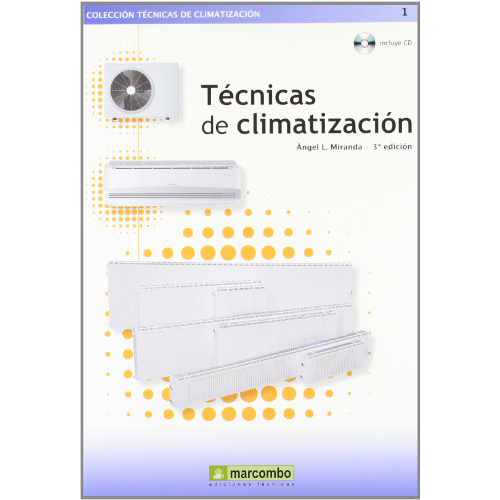 COLECCIÓN TÉCNICAS DE CLIMATIZACIÓN 1
incluye CD
Técnicas
de climatización
Ángel L. Miranda - 3ª edición
marcombo
ediciones técnicas